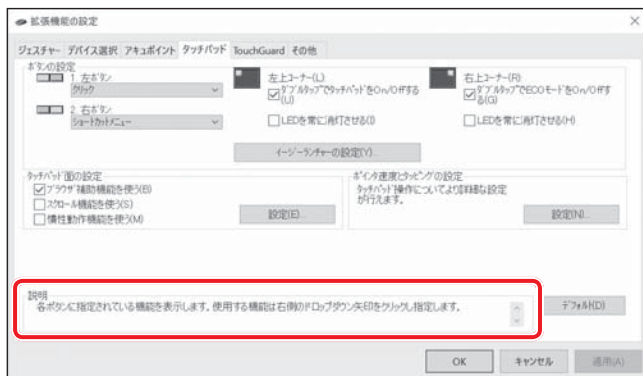 拡張機能の設定
ジェスチャー デバイス選択 アキュポイント タッチパッド TouchGuard その他
ボタンの設定
1. 左ボタン
クリック
2. 右ボタン
ショートカットメニュー
左上コーナー(L)
ダブルタップでタッチパッドをOn/Offする
(U)
LEDを常に消灯させる(I)
右上コーナー(R)
ダブルタップでECOモードをOn/Offす
る(G)
LEDを常に消灯させる(H)
イージーランチャーの設定(Y)...
タッチパッド面の設定
ブラウザ補助機能を使う(B)
スクロール機能を使う(S)
慣性動作機能を使う(M)
設定(E)...
ポインタ速度とタッピングの設定
タッチパッド操作についてより詳細な設定
が行えます。
設定(N)...
説明
各ボタンに指定されている機能を表示します。使用する機能は右側のドロップダウン矢印をクリックし指定します。
デフォルト(D)
OK キャンセル 適用(A)